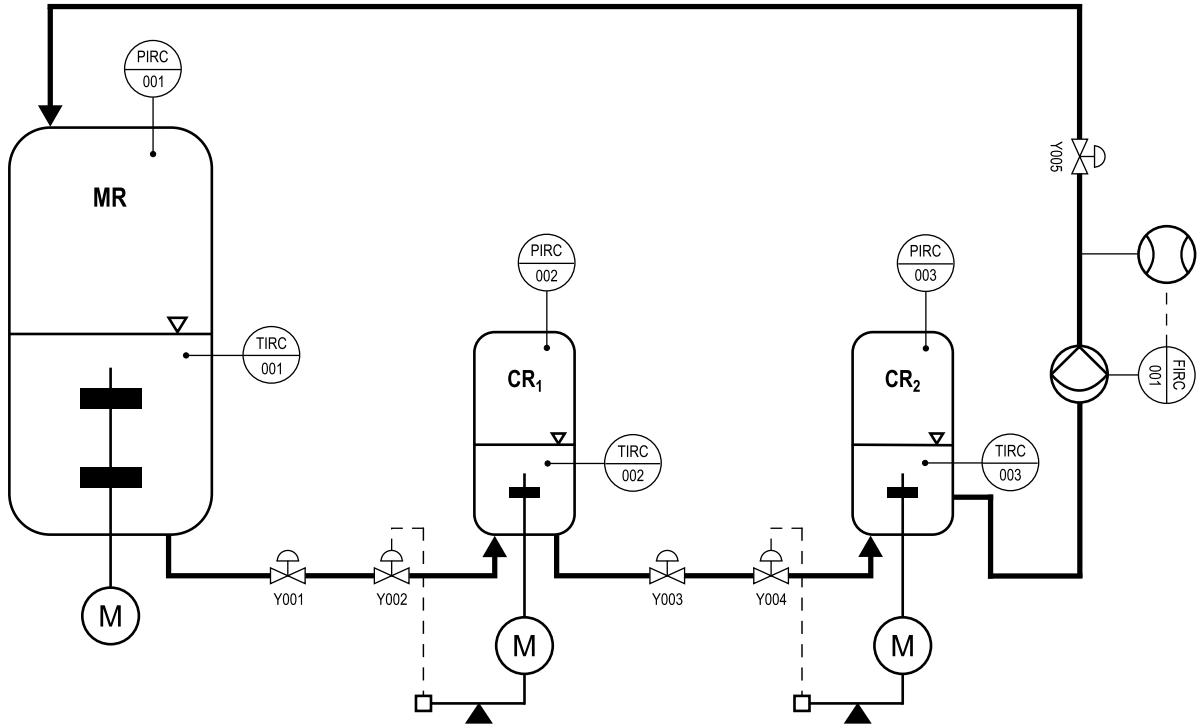 PIRC
001
MR
Y005
PIRC
002
PIRC
003
TIRC
001
CR₁
CR₂
FIRC
001
TIRC
002
TIRC
003
Y001
Y002
Y003
Y004
M
M
M